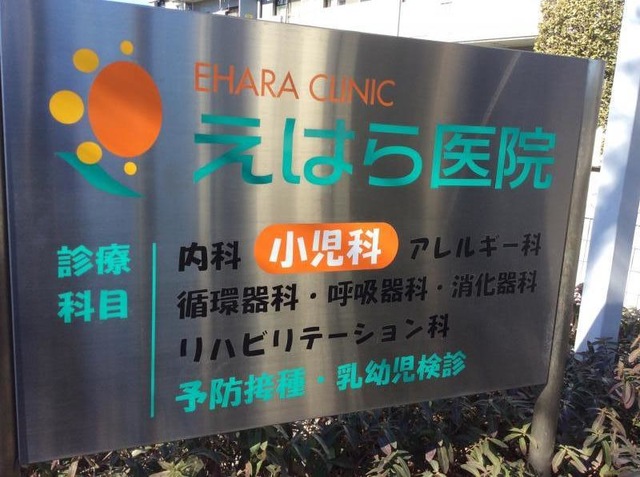 EHARA CLINIC
えはら医院
診療科目
内科 小児科 アレルギー科
循環器科・呼吸器科・消化器科
リハビリテーション科
予防接種・乳幼児検診